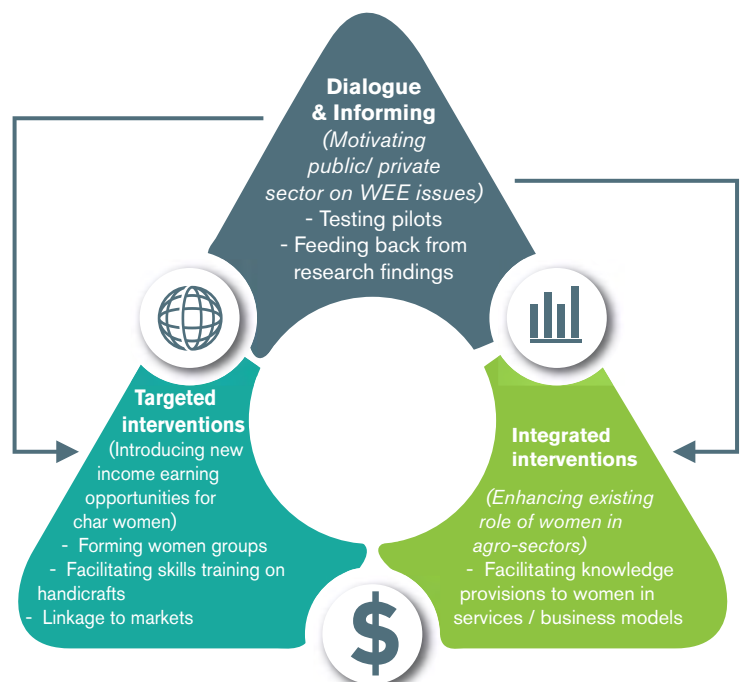 Dialogue
& Informing
(Motivating
public/ private
sector on WEE issues)
- Testing pilots
- Feeding back from
research findings
Targeted
interventions
(Introducing new
income earning
opportunities for
char women)
- Forming women groups
- Facilitating skills training on
handicrafts
- Linkage to markets
Integrated
interventions
(Enhancing existing
role of women in
agro-sectors)
- Facilitating knowledge
provisions to women in
services / business models
$